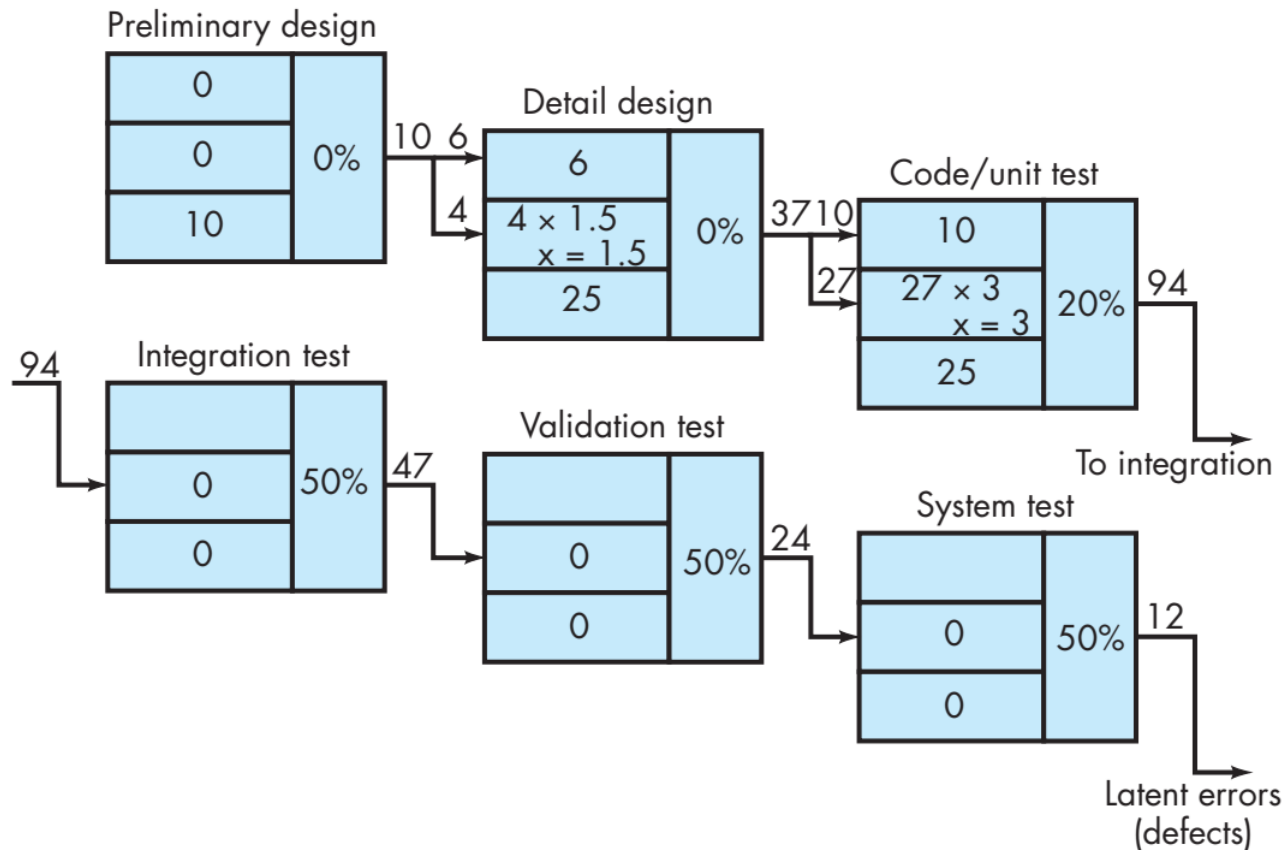 Preliminary design
0
0
10
0%
10 6
4
Detail design
6
4 × 1.5
x = 1.5
25
0%
37 10
27
Code/unit test
10
27 × 3
x = 3
25
20%
94
To integration
94
Integration test
0
0
50%
47
Validation test
0
0
50%
24
System test
0
0
50%
12
Latent errors
(defects)